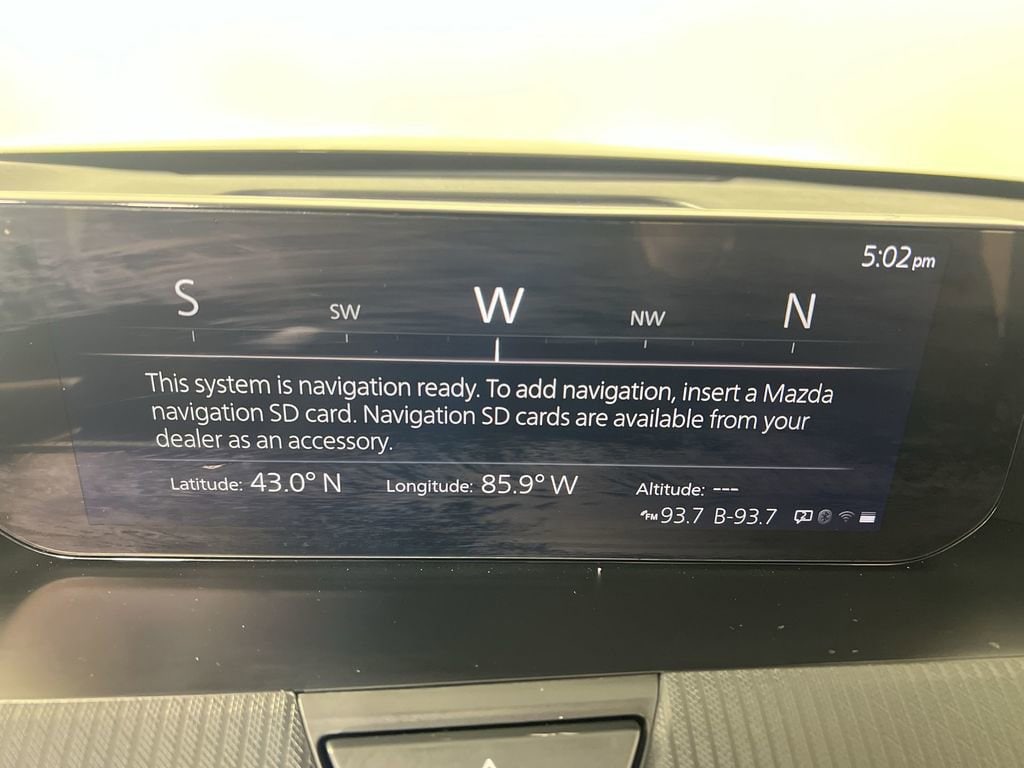 5:02pm
S SW W NW N
This system is navigation ready. To add navigation, insert a Mazda
navigation SD card. Navigation SD cards are available from your
dealer as an accessory.
Latitude: 43.0° N Longitude: 85.9° W Altitude: ---
FM 93.7 B-93.7 2